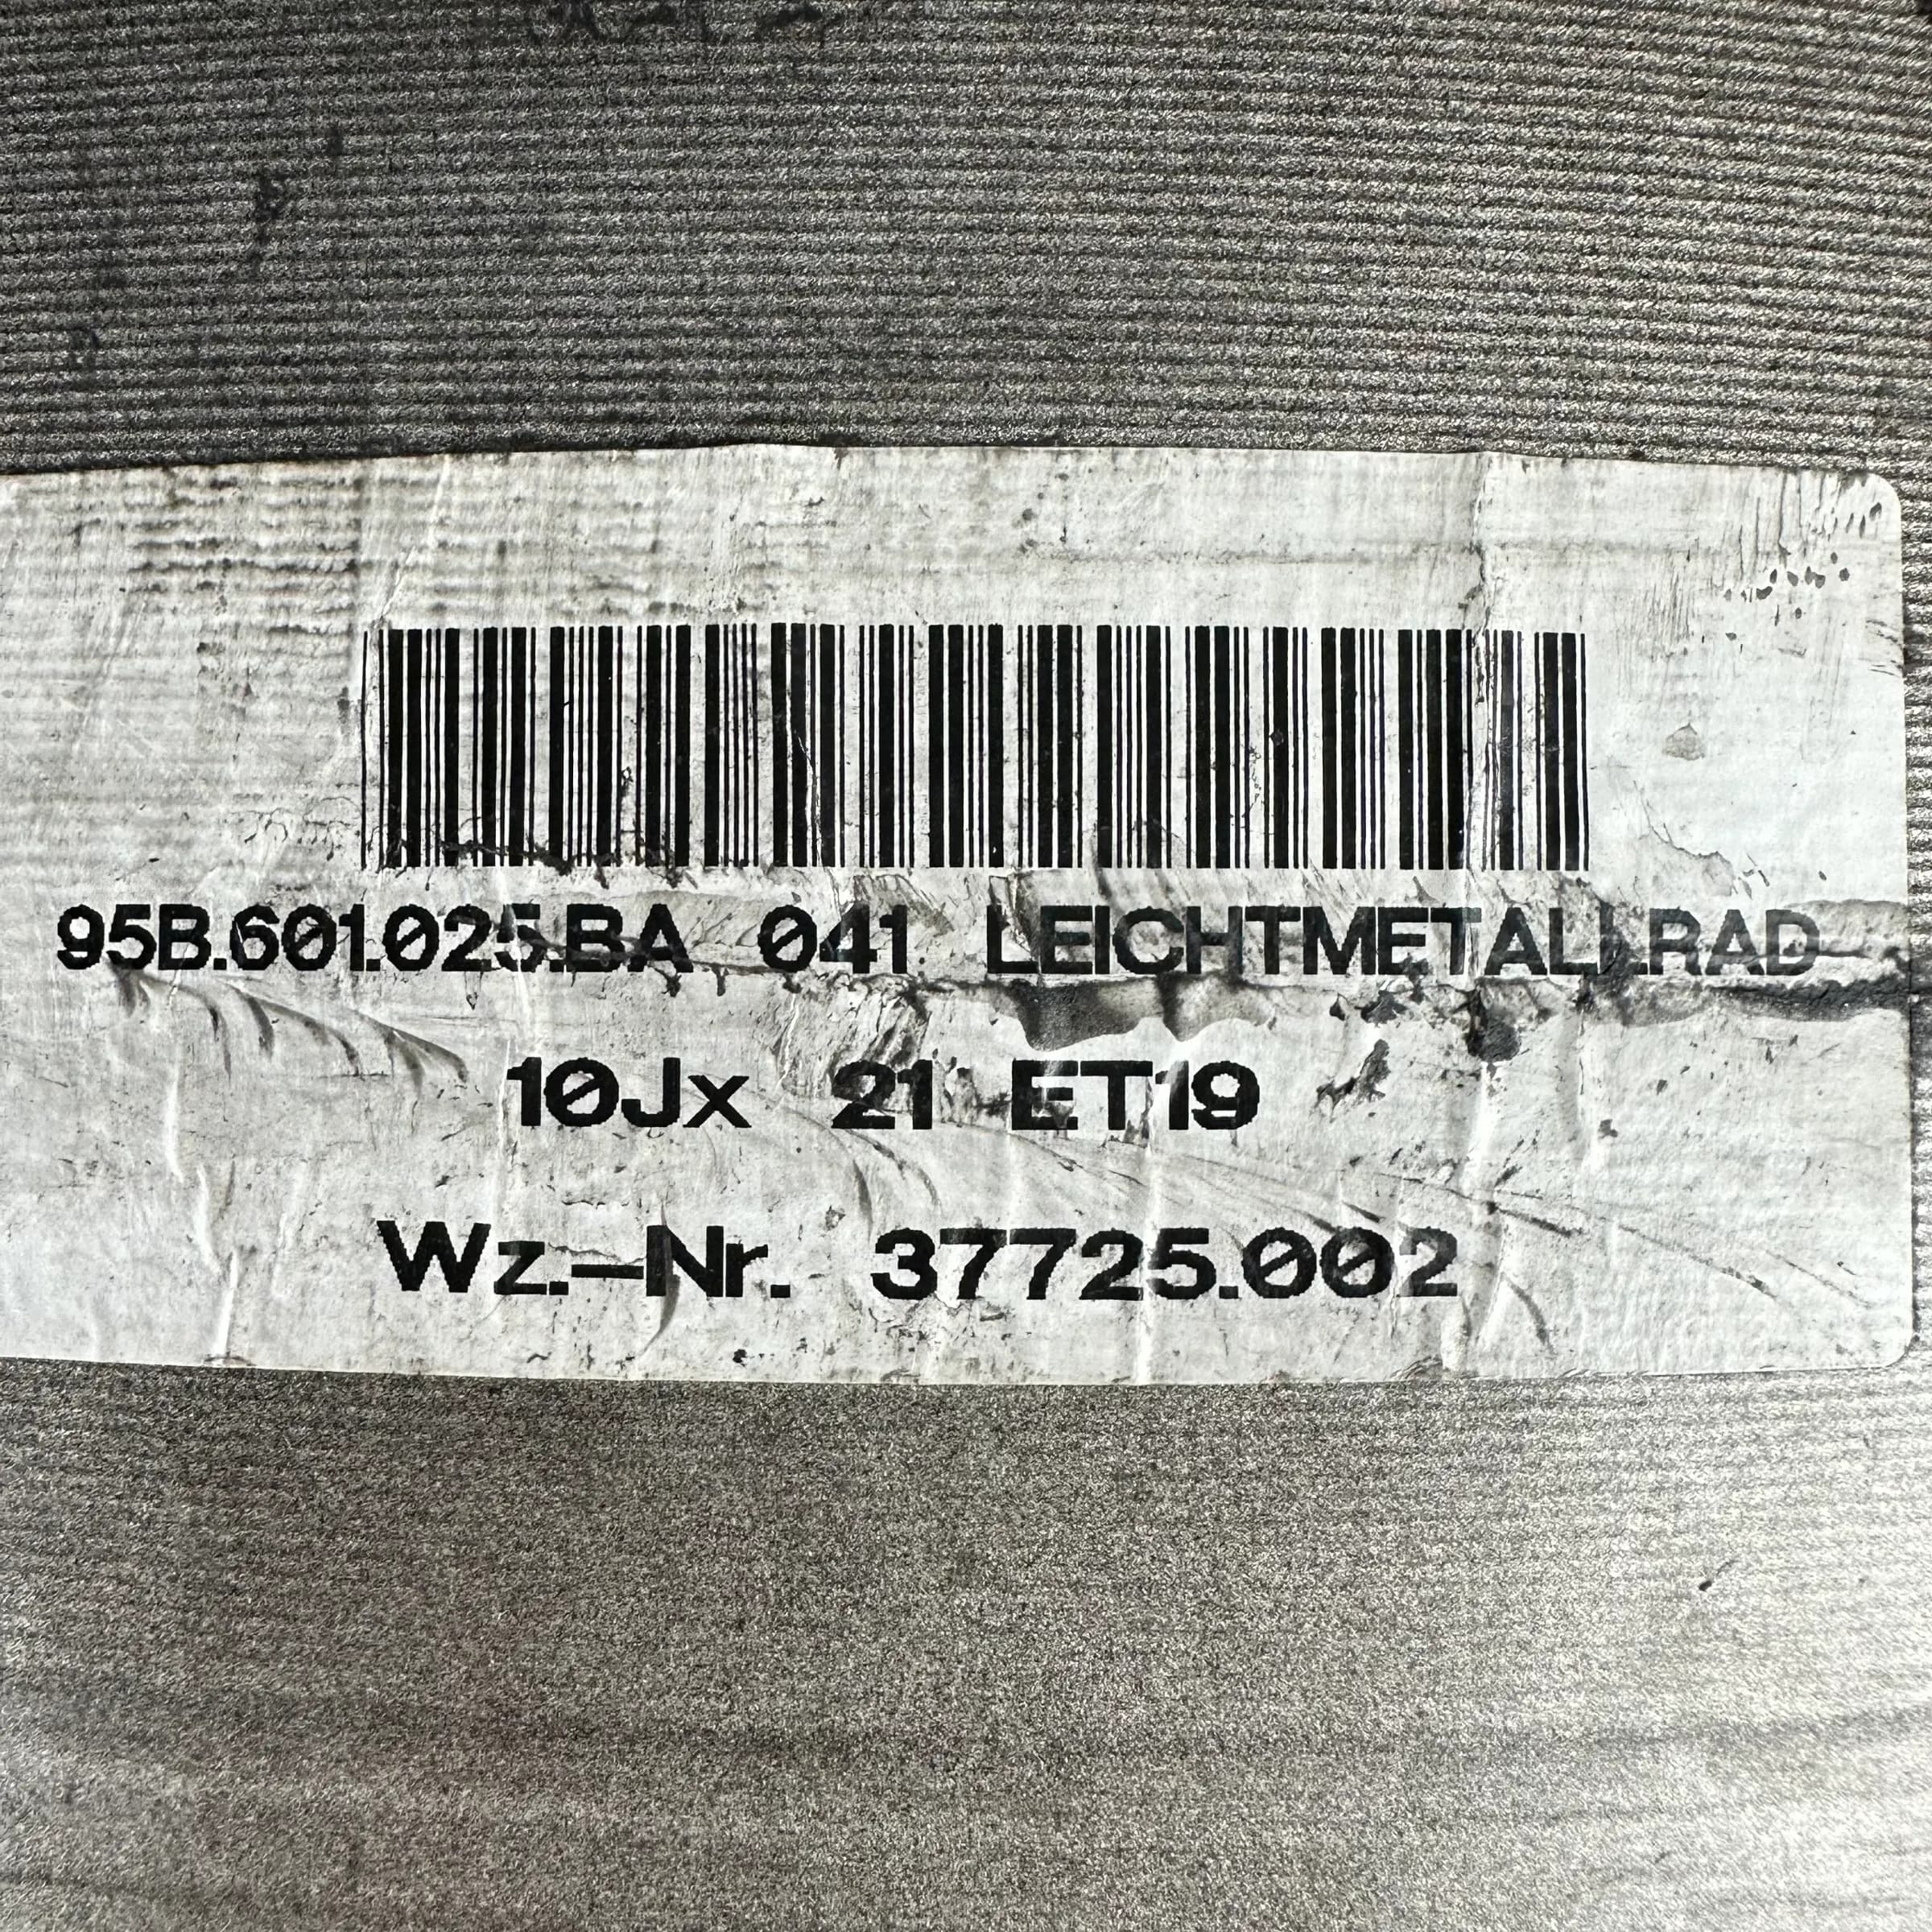 95B.601.025.BA 041 LEICHTMETALLRAD
10Jx 21 ET19
Wz.-Nr. 37725.002